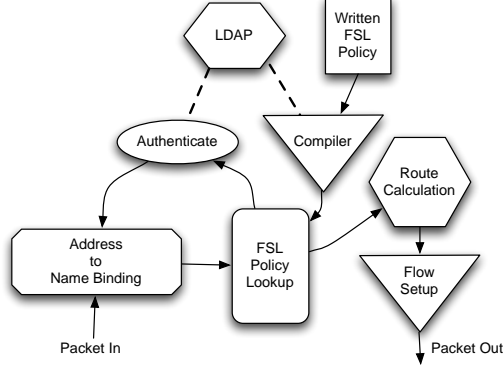 LDAP
Written
FSL
Policy
Authenticate
Compiler
Route
Calculation
Address
to
Name Binding
FSL
Policy
Lookup
Flow
Setup
Packet In
Packet Out